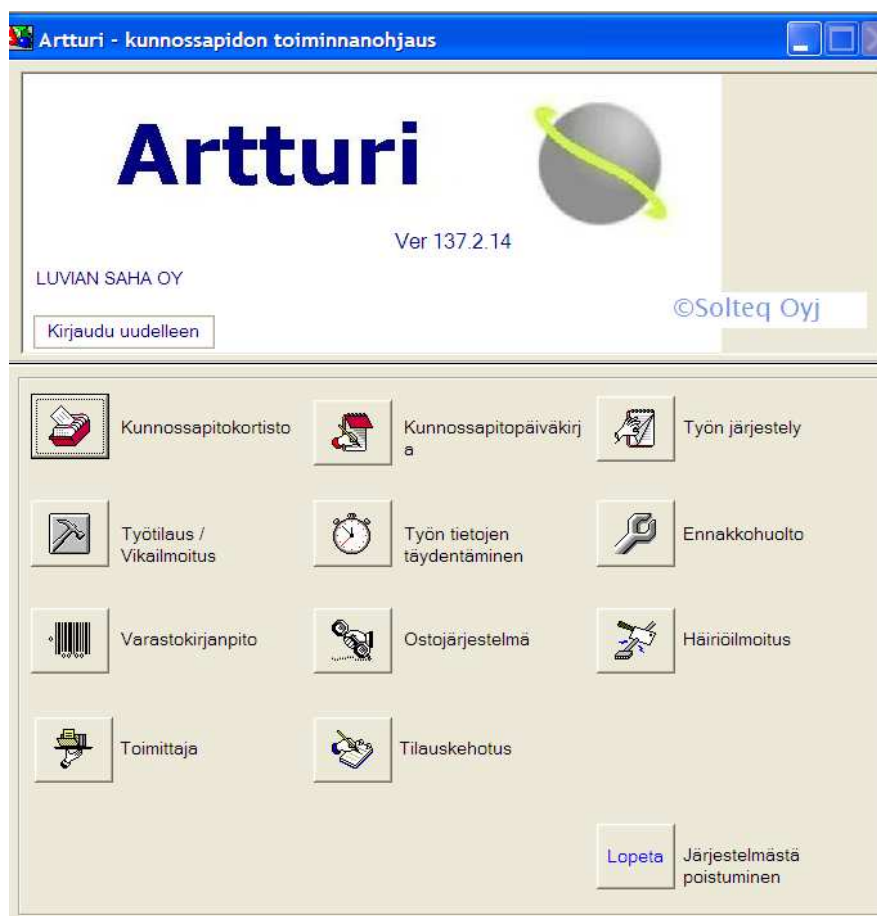 Artturi - kunnossapidon toiminnanohjaus
Artturi
Ver 137.2.14
LUVIAN SAHA OY
©Solteq Oyj
Kirjaudu uudelleen
Kunnossapitokortisto
Kunnossapitopäiväkirj
a
Työn järjestely
Työtilaus /
Vikailmoitus
Työn tietojen
täydentäminen
Ennakkohuolto
Varastokirjanpito
Ostojärjestelmä
Häiriöilmoitus
Toimittaja
Tilauskehotus
Lopeta
Järjestelmästä
poistuminen